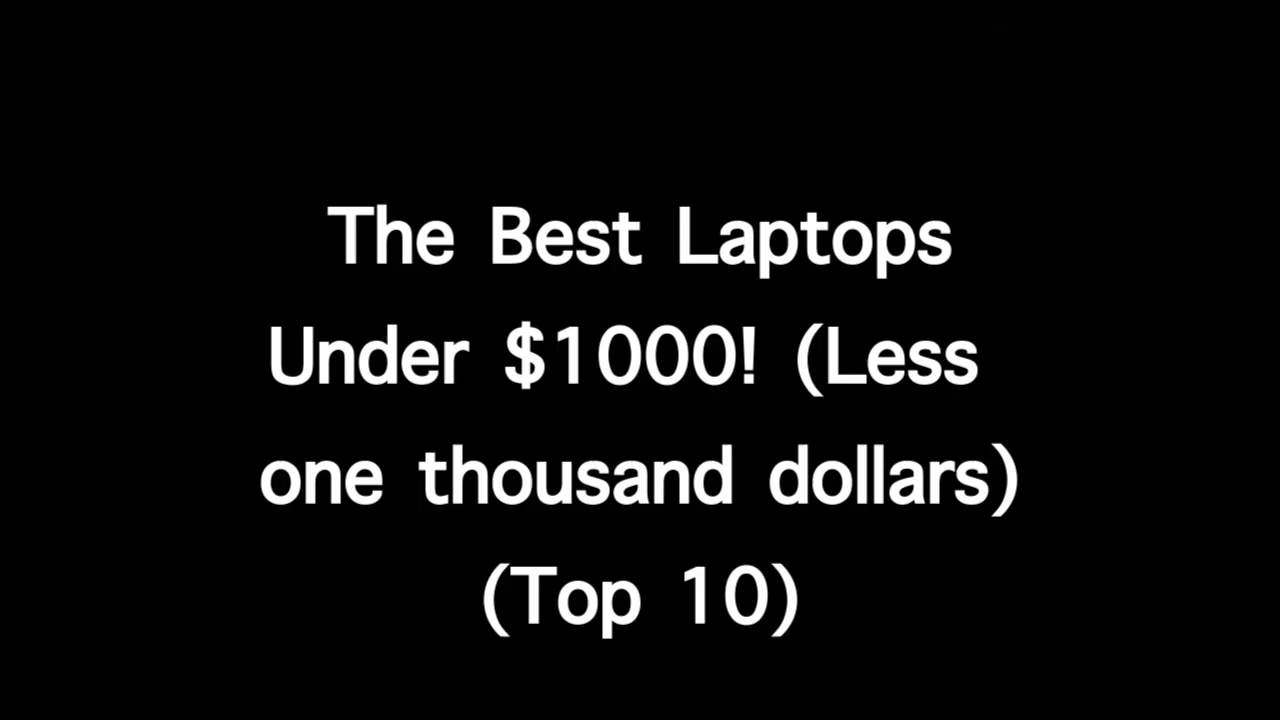 The Best Laptops
Under $1000! (Less
one thousand dollars)
(Top 10)